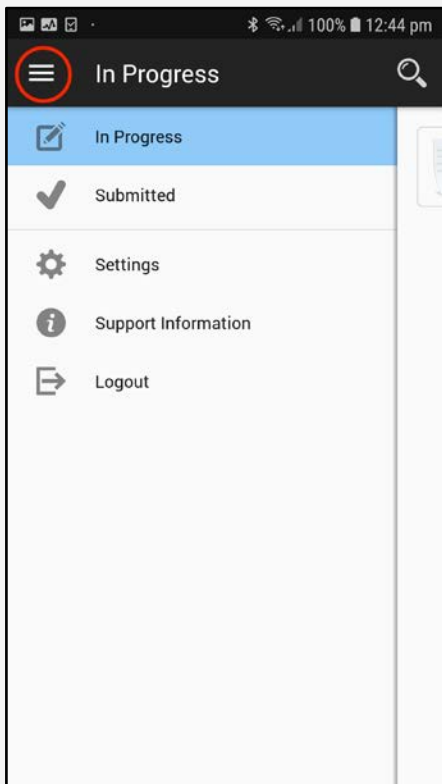 100% 12:44 pm
In Progress
In Progress
Submitted
Settings
Support Information
Logout